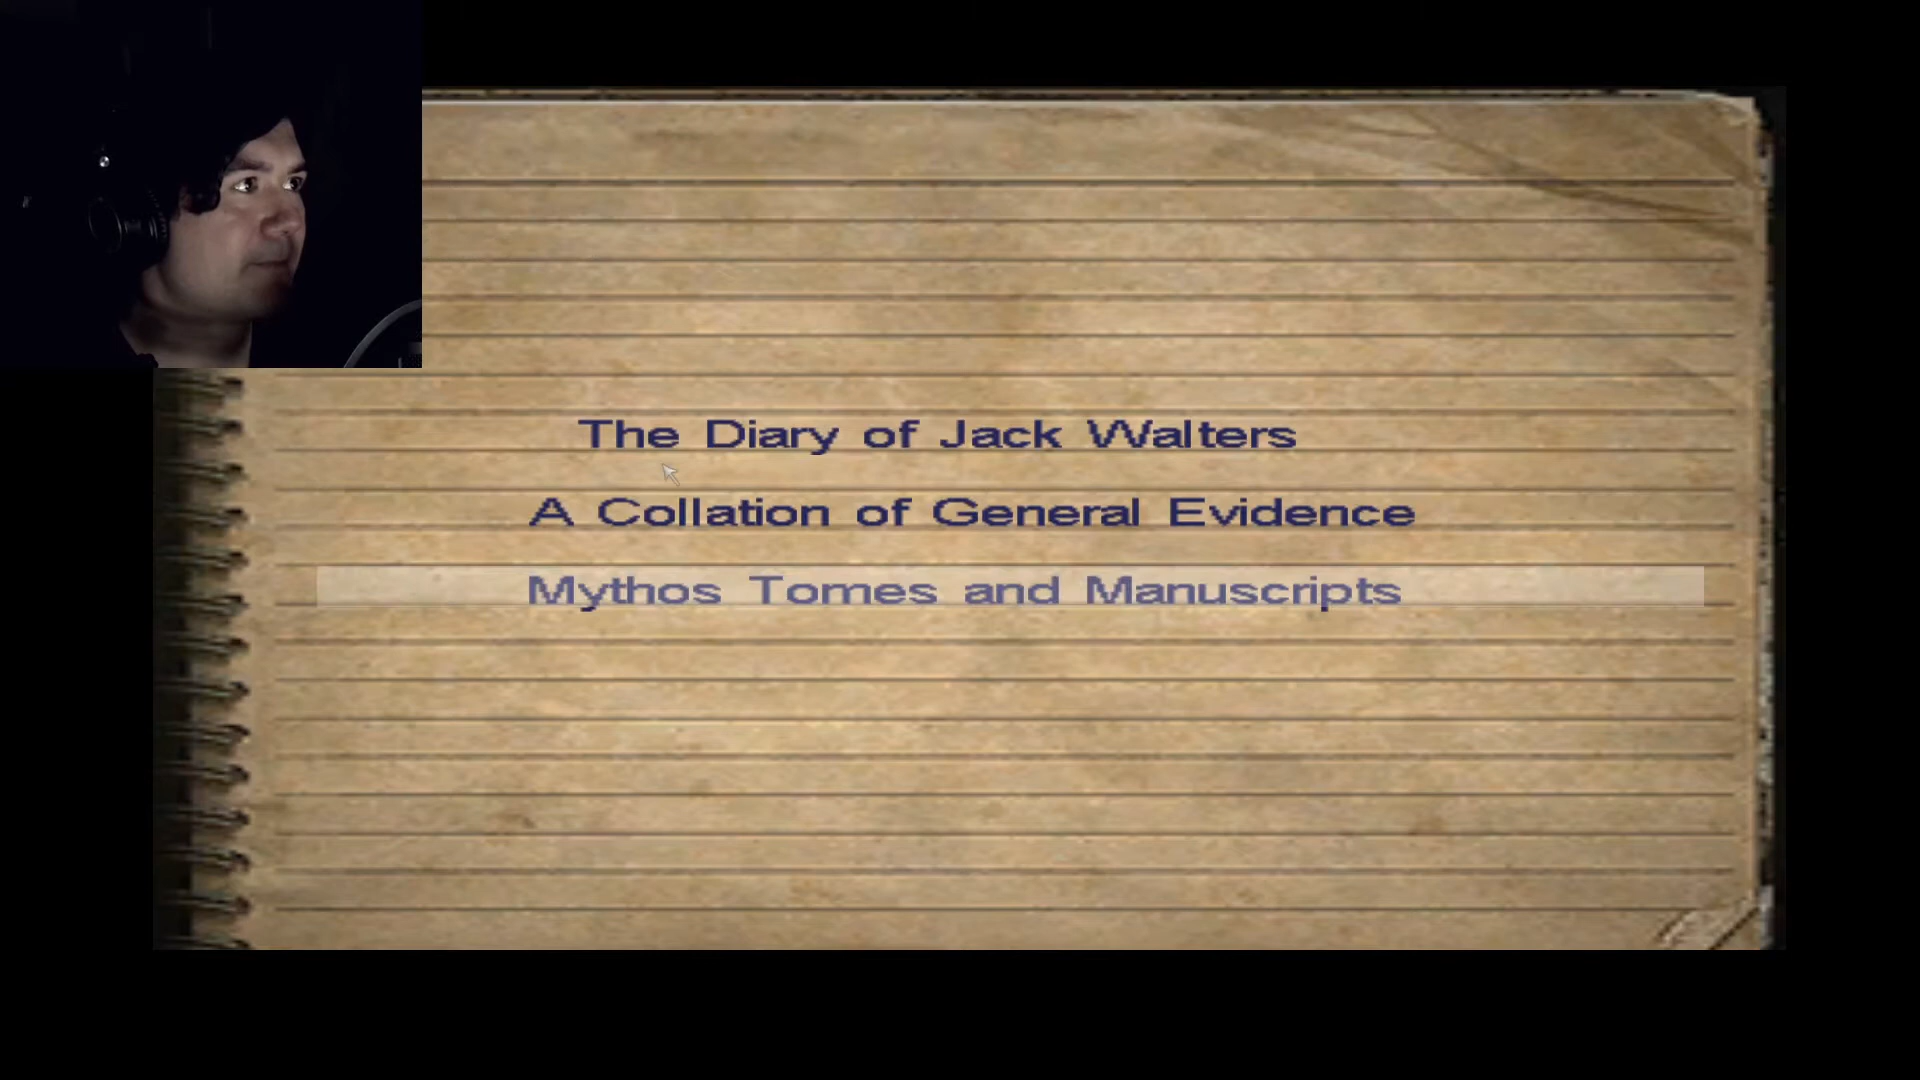 The Diary of Jack Walters
A Collation of General Evidence
Mythos Tomes and Manuscripts